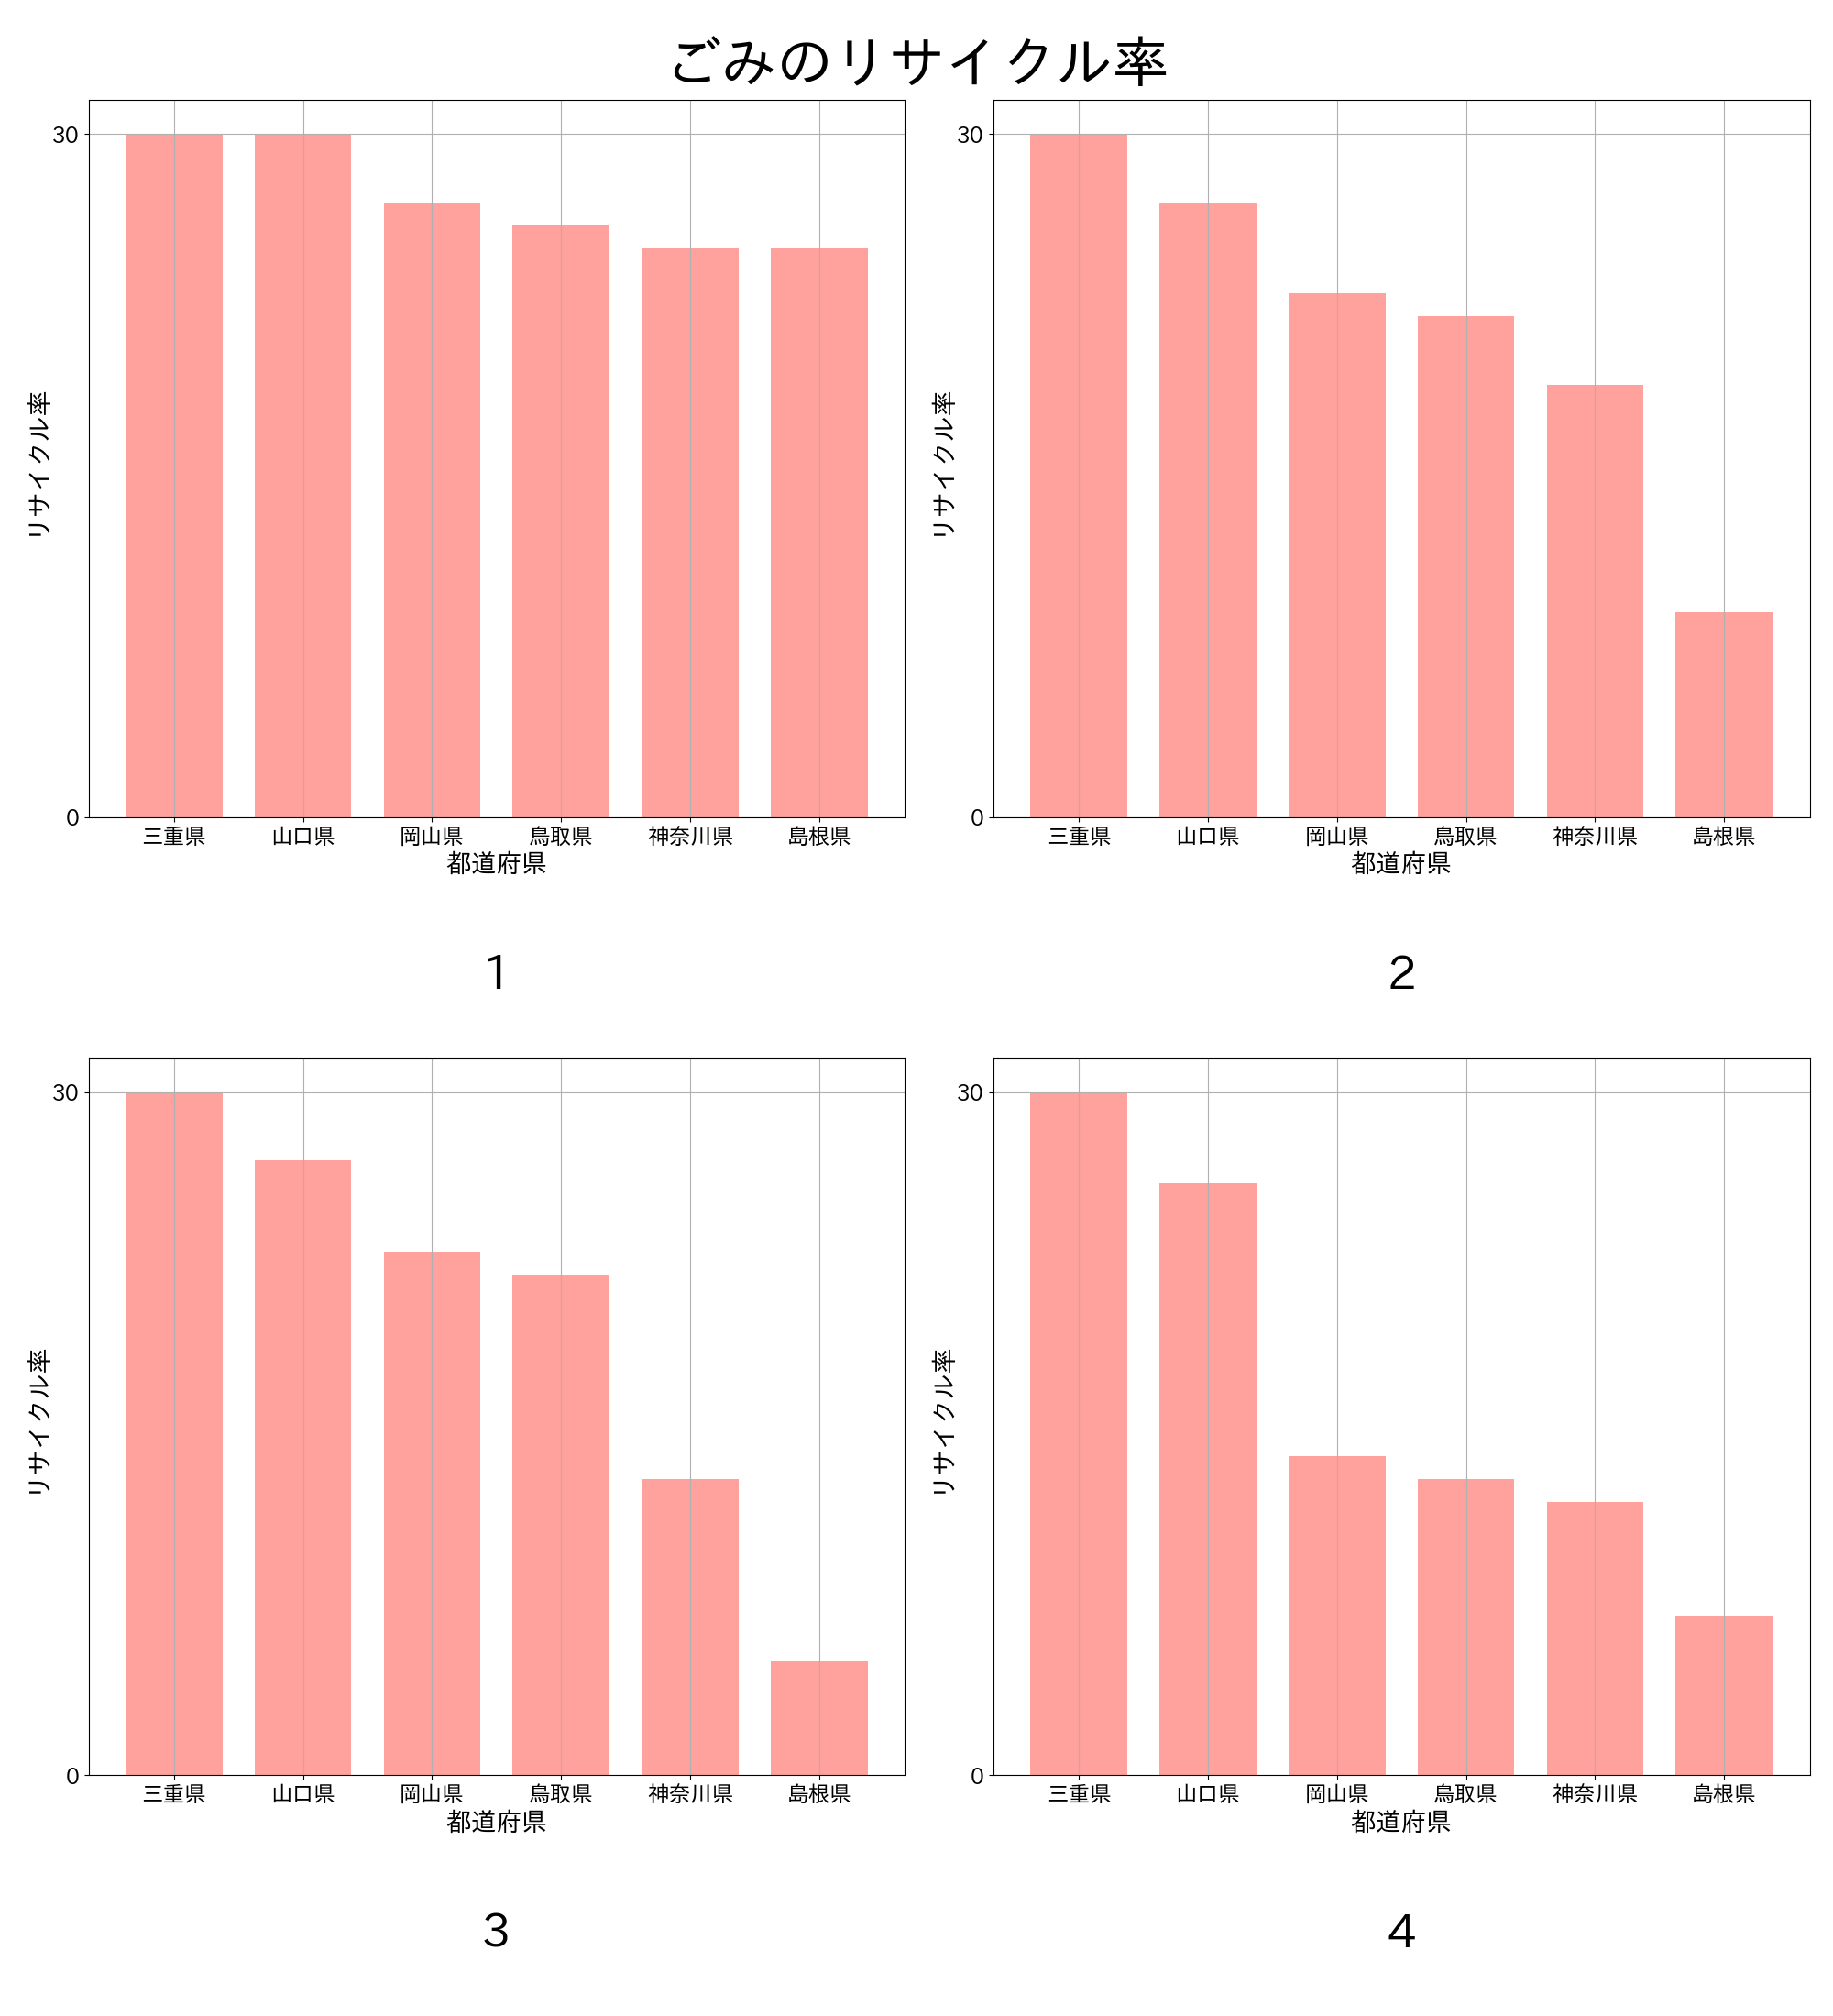 ごみのリサイクル率
30
0
リサイクル率
三重県 山口県 岡山県 鳥取県 神奈川県 島根県
都道府県
1
30
0
リサイクル率
三重県 山口県 岡山県 鳥取県 神奈川県 島根県
都道府県
2
30
0
リサイクル率
三重県 山口県 岡山県 鳥取県 神奈川県 島根県
都道府県
3
30
0
リサイクル率
三重県 山口県 岡山県 鳥取県 神奈川県 島根県
都道府県
4